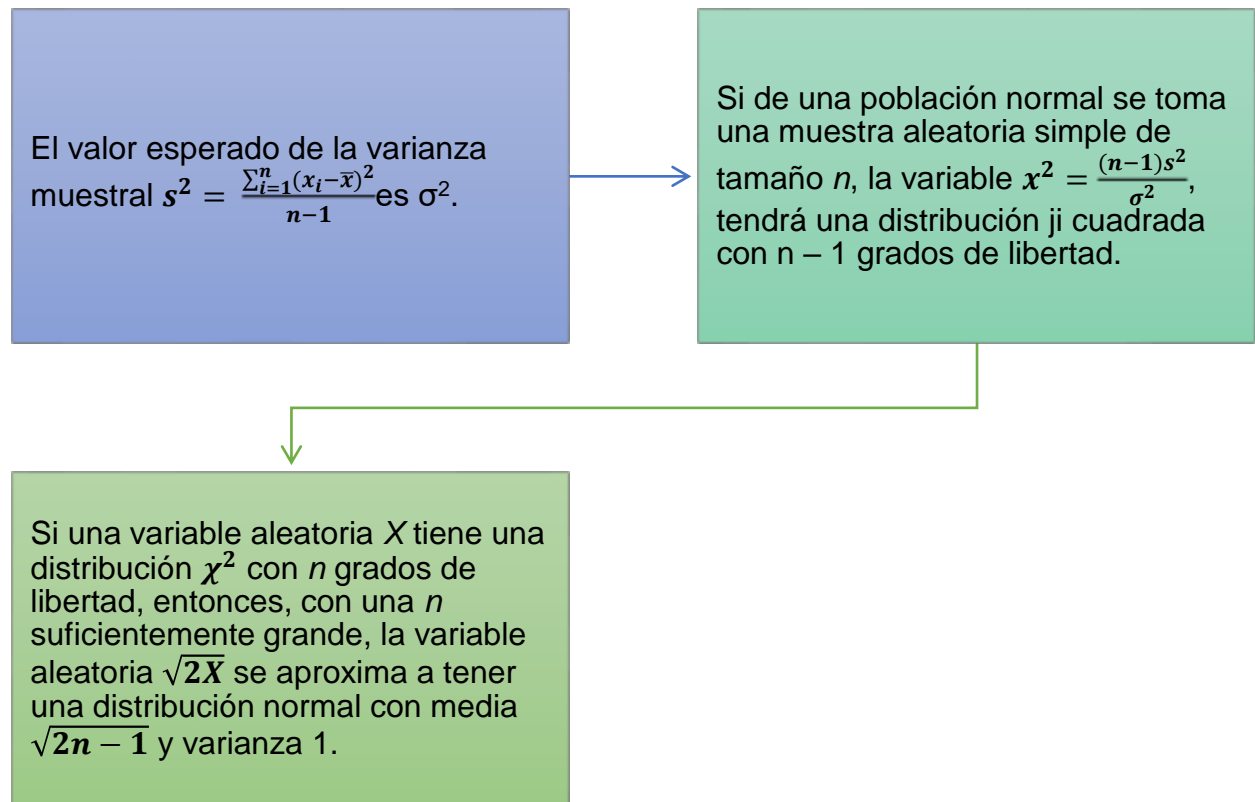 El valor esperado de la varianza
muestral s² = \frac{∑_{i=1}^{n}(x_i−x̅)²}{n−1} es σ².
Si de una población normal se toma
una muestra aleatoria simple de
tamaño n, la variable x² = \frac{(n−1)s²}{σ²},
tendrá una distribución ji cuadrada
con n – 1 grados de libertad.
Si una variable aleatoria X tiene una
distribución χ² con n grados de
libertad, entonces, con una n
suficientemente grande, la variable
aleatoria √(2X) se aproxima a tener
una distribución normal con media
√(2n − 1) y varianza 1.